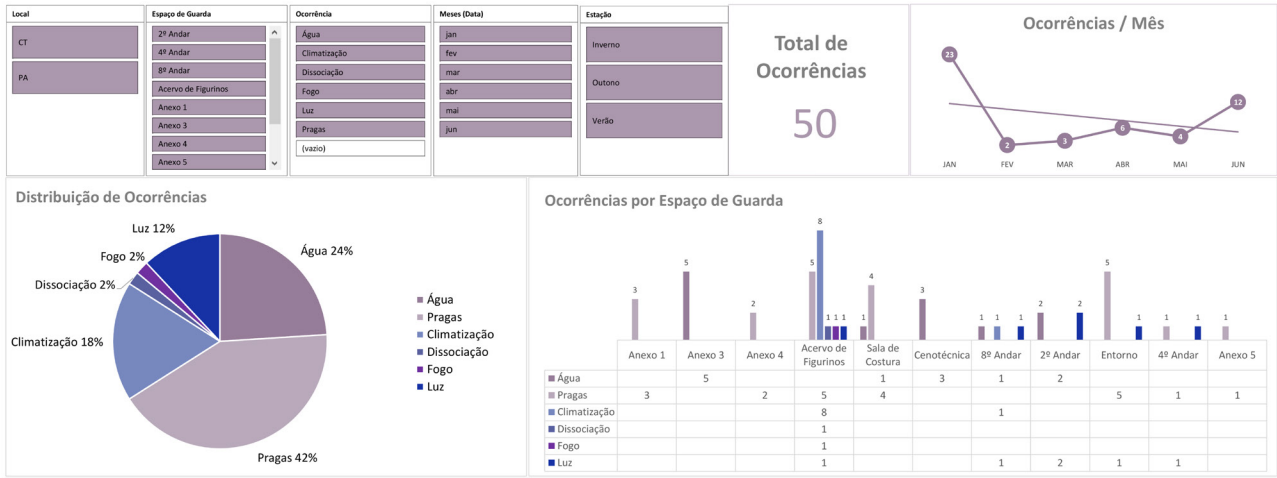 Local
CT
PA
Espaço de Guarda
2º Andar
4º Andar
8º Andar
Acervo de Figurinos
Anexo 1
Anexo 3
Anexo 4
Anexo 5
Ocorrência
Água
Climatização
Dissociação
Fogo
Luz
Pragas
(vazio)
Meses (Data)
jan
fev
mar
abr
mai
jun
Estação
Inverno
Outono
Verão
Total de
Ocorrências
50
Ocorrências / Mês
23
2
3
6
4
12
JAN FEV MAR ABR MAI JUN
Distribuição de Ocorrências
Luz 12%
Fogo 2%
Dissociação 2%
Climatização 18%
Água 24%
Pragas 42%
Água
Pragas
Climatização
Dissociação
Fogo
Luz
Ocorrências por Espaço de Guarda
3 5 2 5 8 1 1 1 1 4 3 1 1 1 2 2 5 1 1 1 1
Anexo 1 Anexo 3 Anexo 4 Acervo de Figurinos Sala de Costura Cenotécnica 8º Andar 2º Andar Entorno 4º Andar Anexo 5
Água 5 1 3 1 2
Pragas 3 2 5 4 5 1 1
Climatização 8 1
Dissociação 1
Fogo 1
Luz 1 1 2 1 1